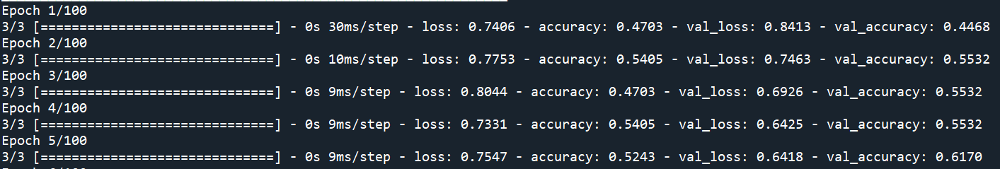 Epoch 1/100
3/3 [==============================] - 0s 30ms/step - loss: 0.7406 - accuracy: 0.4703 - val_loss: 0.8413 - val_accuracy: 0.4468
Epoch 2/100
3/3 [==============================] - 0s 10ms/step - loss: 0.7753 - accuracy: 0.5405 - val_loss: 0.7463 - val_accuracy: 0.5532
Epoch 3/100
3/3 [==============================] - 0s 9ms/step - loss: 0.8044 - accuracy: 0.4703 - val_loss: 0.6926 - val_accuracy: 0.5532
Epoch 4/100
3/3 [==============================] - 0s 9ms/step - loss: 0.7331 - accuracy: 0.5405 - val_loss: 0.6425 - val_accuracy: 0.5532
Epoch 5/100
3/3 [==============================] - 0s 9ms/step - loss: 0.7547 - accuracy: 0.5243 - val_loss: 0.6418 - val_accuracy: 0.6170